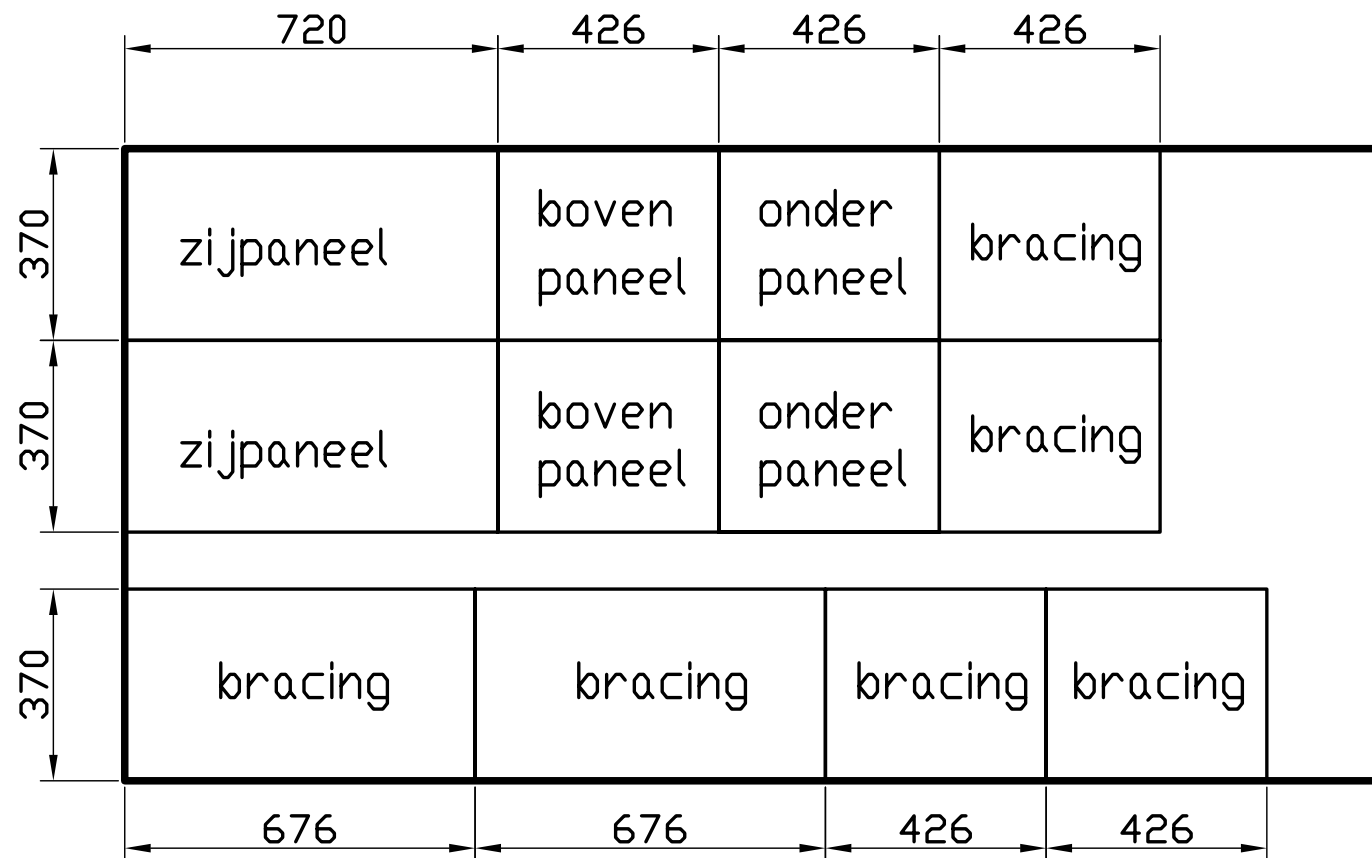 720 426 426 426
370
zijpaneel
boven
paneel
onder
paneel
bracing
370
zijpaneel
boven
paneel
onder
paneel
bracing
370
bracing bracing bracing bracing
676 676 426 426